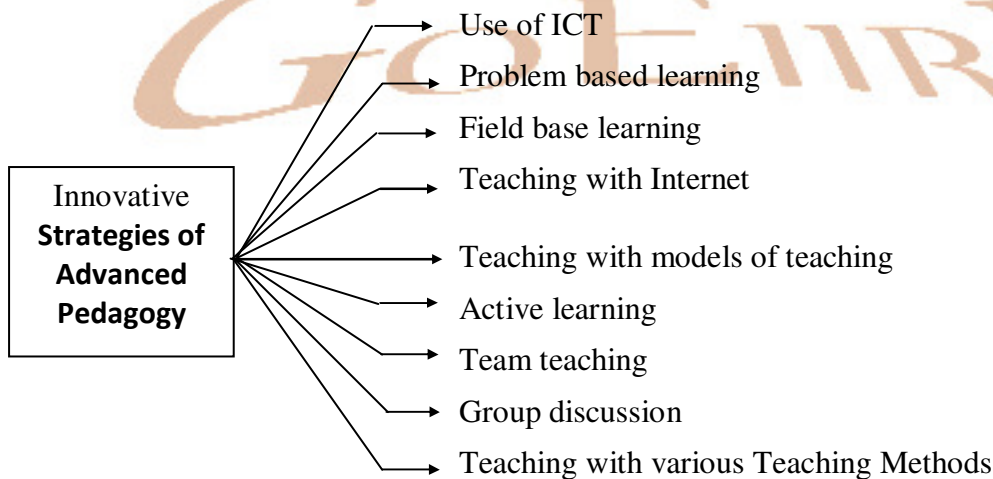 GOEIIR
Use of ICT
Problem based learning
Field base learning
Teaching with Internet
Innovative
Strategies of
Advanced
Pedagogy
Teaching with models of teaching
Active learning
Team teaching
Group discussion
Teaching with various Teaching Methods